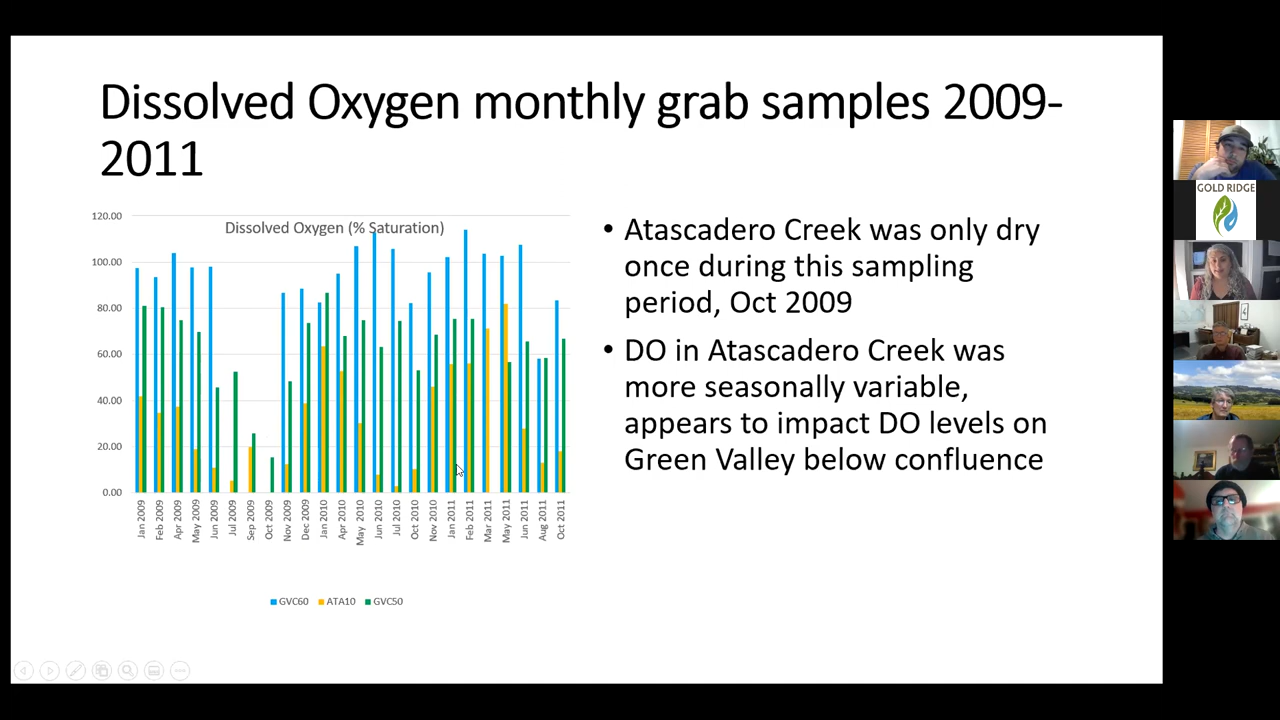 Dissolved Oxygen monthly grab samples 2009-
2011
Dissolved Oxygen (% Saturation)
120.00
100.00
80.00
60.00
40.00
20.00
0.00
Jan 2009
Feb 2009
Apr 2009
May 2009
Jun 2009
Jul 2009
Sep 2009
Oct 2009
Nov 2009
Dec 2009
Jan 2010
Apr 2010
May 2010
Jun 2010
Jul 2010
Oct 2010
Nov 2010
Jan 2011
Feb 2011
Mar 2011
May 2011
Jun 2011
Aug 2011
Oct 2011
GVC60 ATA10 GVC50
• Atascadero Creek was only dry
once during this sampling
period, Oct 2009
• DO in Atascadero Creek was
more seasonally variable,
appears to impact DO levels on
Green Valley below confluence
GOLD RIDGE